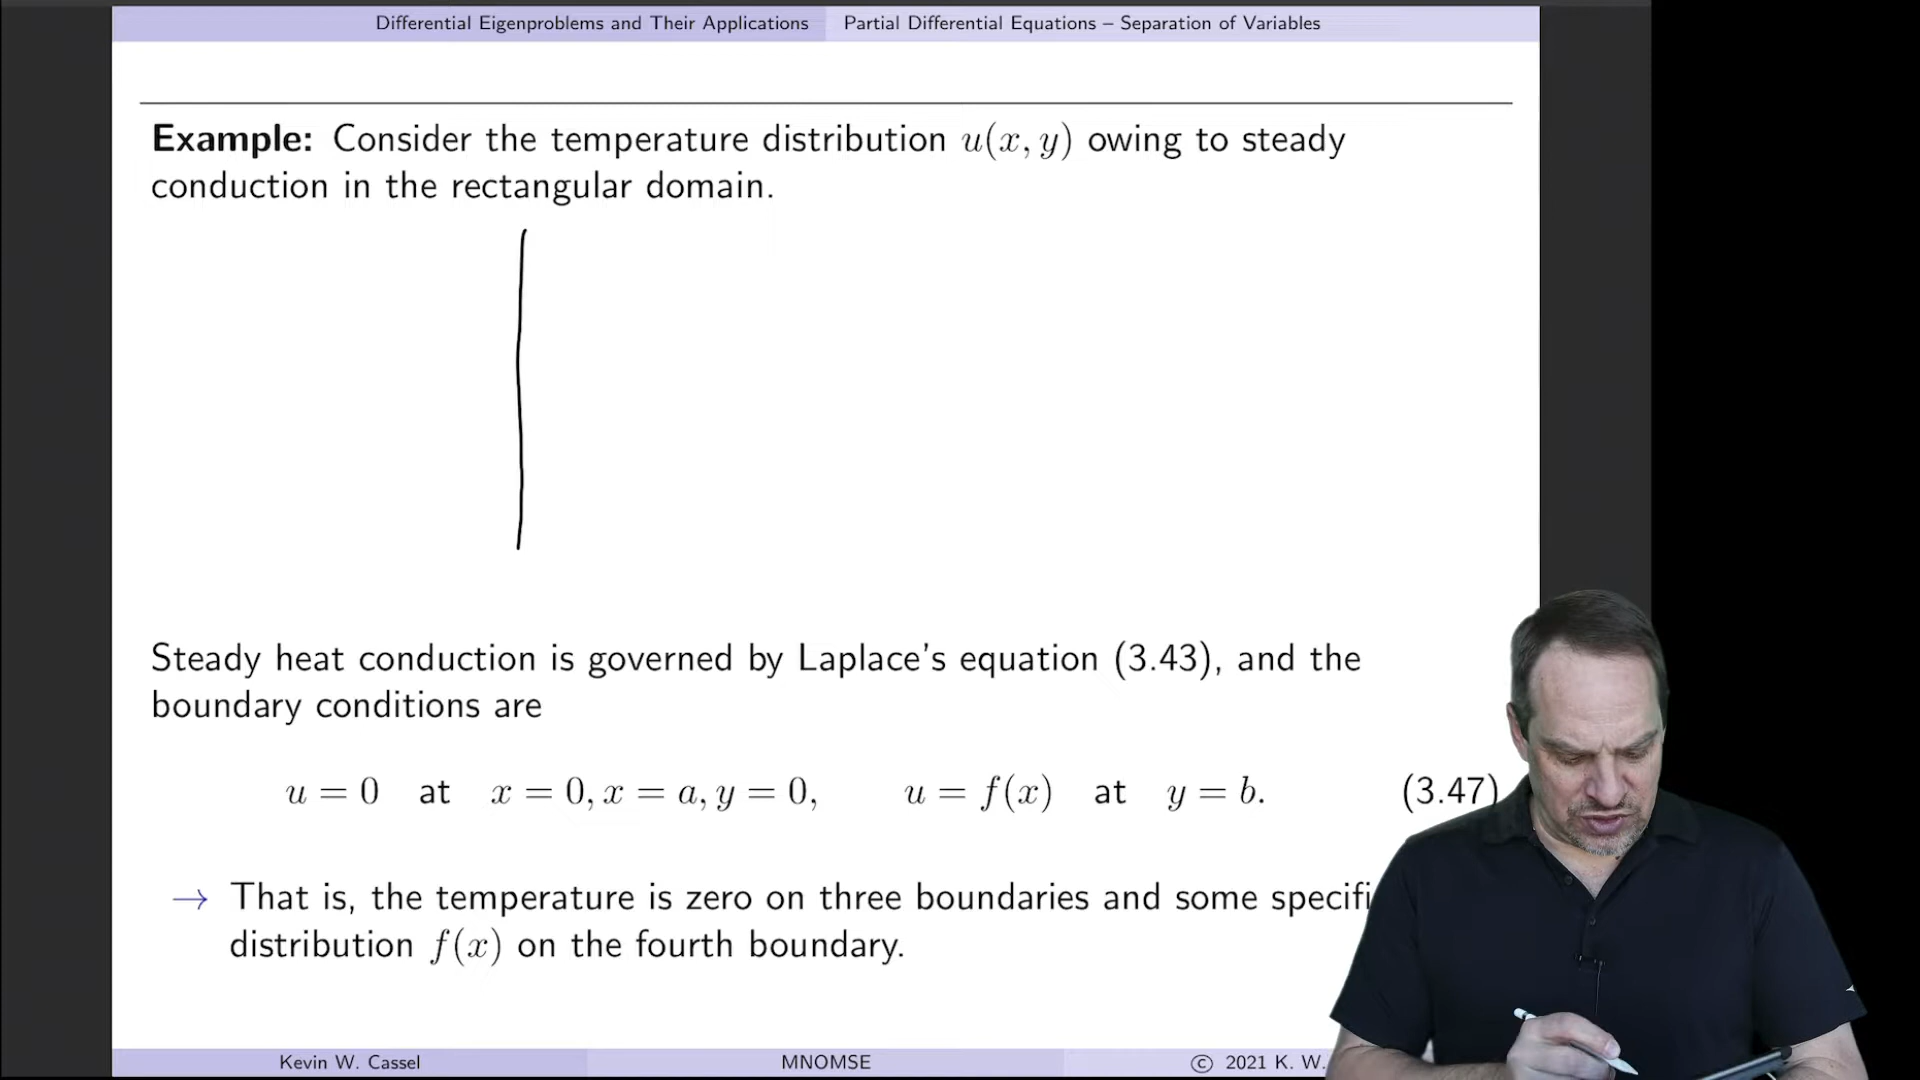 Differential Eigenproblems and Their Applications Partial Differential Equations – Separation of Variables
Example: Consider the temperature distribution u(x, y) owing to steady
conduction in the rectangular domain.
Steady heat conduction is governed by Laplace's equation (3.43), and the
boundary conditions are
u = 0 at x = 0, x = a, y = 0, u = f(x) at y = b. (3.47)
→ That is, the temperature is zero on three boundaries and some
distribution f(x) on the fourth boundary.
Kevin W. Cassel MNOMSE © 2021 K. W.